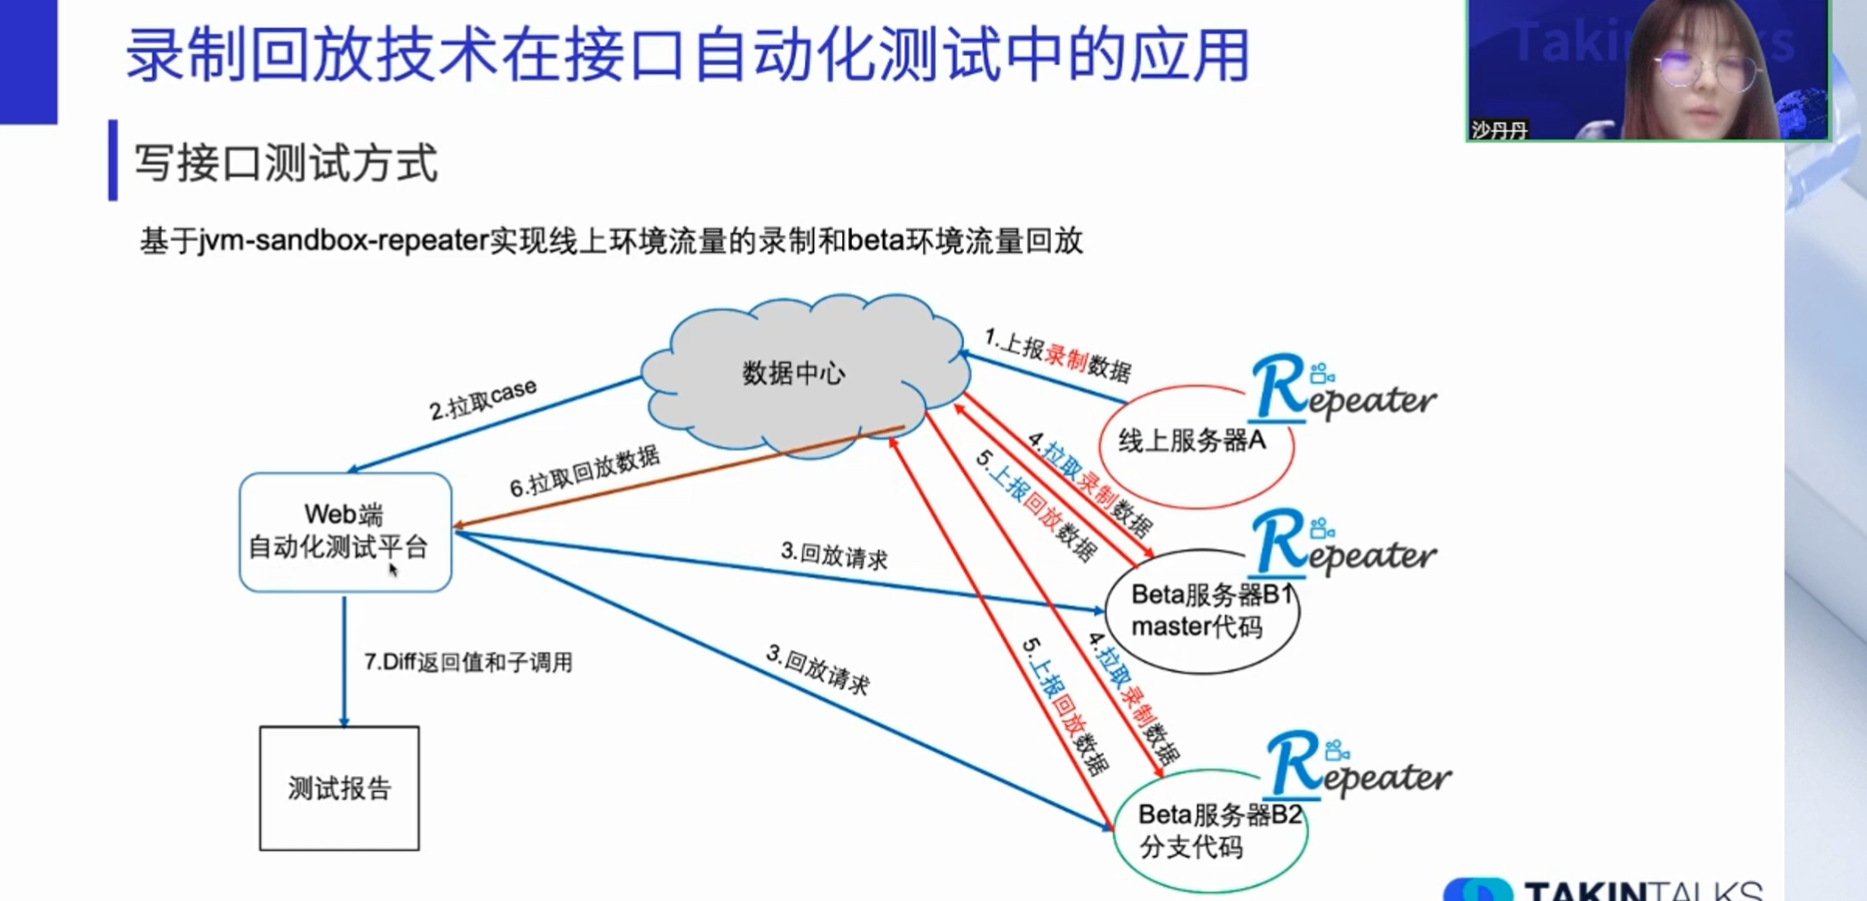 录制回放技术在接口自动化测试中的应用
沙丹丹
写接口测试方式
基于jvm-sandbox-repeater实现线上环境流量的录制和beta环境流量回放
数据中心
1.上报录制数据
Repeater
线上服务器A
2.拉取case
4.拉取录制数据
5.上报回放数据
6.拉取回放数据
Web端
自动化测试平台
3.回放请求
Repeater
Beta服务器B1
master代码
7.Diff返回值和子调用
3.回放请求
5.上报回放数据
4.拉取录制数据
测试报告
Repeater
Beta服务器B2
分支代码
TAKINTALKS